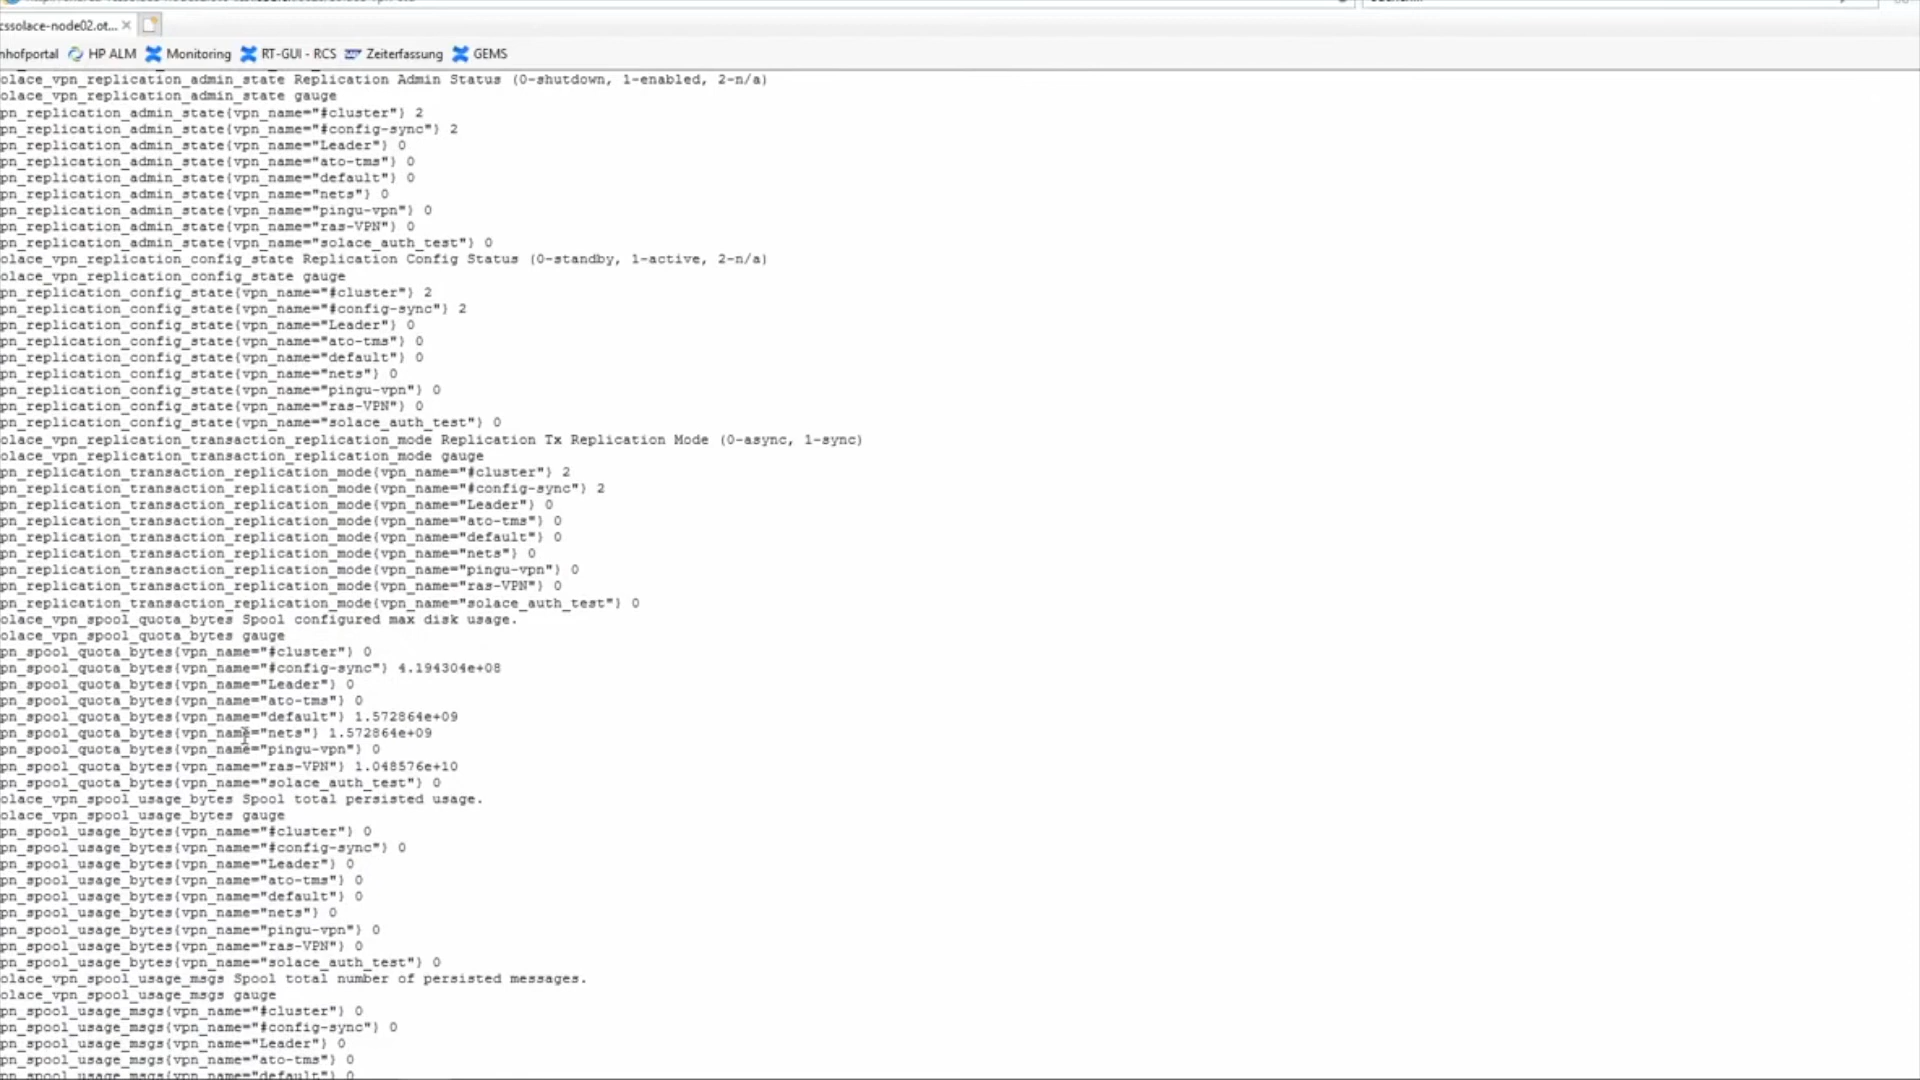 cssolace-node02.ot...
nhofportal HP ALM Monitoring RT-GUI - RCS Zeiterfassung GEMS
olace_vpn_replication_admin_state Replication Admin Status (0-shutdown, 1-enabled, 2-n/a)
olace_vpn_replication_admin_state gauge
pn_replication_admin_state{vpn_name="#cluster"} 2
pn_replication_admin_state{vpn_name="#config-sync"} 2
pn_replication_admin_state{vpn_name="Leader"} 0
pn_replication_admin_state{vpn_name="ato-tms"} 0
pn_replication_admin_state{vpn_name="default"} 0
pn_replication_admin_state{vpn_name="nets"} 0
pn_replication_admin_state{vpn_name="pingu-vpn"} 0
pn_replication_admin_state{vpn_name="ras-VPN"} 0
pn_replication_admin_state{vpn_name="solace_auth_test"} 0
olace_vpn_replication_config_state Replication Config Status (0-standby, 1-active, 2-n/a)
olace_vpn_replication_config_state gauge
pn_replication_config_state{vpn_name="#cluster"} 2
pn_replication_config_state{vpn_name="#config-sync"} 2
pn_replication_config_state{vpn_name="Leader"} 0
pn_replication_config_state{vpn_name="ato-tms"} 0
pn_replication_config_state{vpn_name="default"} 0
pn_replication_config_state{vpn_name="nets"} 0
pn_replication_config_state{vpn_name="pingu-vpn"} 0
pn_replication_config_state{vpn_name="ras-VPN"} 0
pn_replication_config_state{vpn_name="solace_auth_test"} 0
olace_vpn_replication_transaction_replication_mode Replication Tx Replication Mode (0-async, 1-sync)
olace_vpn_replication_transaction_replication_mode gauge
pn_replication_transaction_replication_mode{vpn_name="#cluster"} 2
pn_replication_transaction_replication_mode{vpn_name="#config-sync"} 2
pn_replication_transaction_replication_mode{vpn_name="Leader"} 0
pn_replication_transaction_replication_mode{vpn_name="ato-tms"} 0
pn_replication_transaction_replication_mode{vpn_name="default"} 0
pn_replication_transaction_replication_mode{vpn_name="nets"} 0
pn_replication_transaction_replication_mode{vpn_name="pingu-vpn"} 0
pn_replication_transaction_replication_mode{vpn_name="ras-VPN"} 0
pn_replication_transaction_replication_mode{vpn_name="solace_auth_test"} 0
olace_vpn_spool_quota_bytes Spool configured max disk usage.
olace_vpn_spool_quota_bytes gauge
pn_spool_quota_bytes{vpn_name="#cluster"} 0
pn_spool_quota_bytes{vpn_name="#config-sync"} 4.194304e+08
pn_spool_quota_bytes{vpn_name="Leader"} 0
pn_spool_quota_bytes{vpn_name="ato-tms"} 0
pn_spool_quota_bytes{vpn_name="default"} 1.572864e+09
pn_spool_quota_bytes{vpn_name="nets"} 1.572864e+09
pn_spool_quota_bytes{vpn_name="pingu-vpn"} 0
pn_spool_quota_bytes{vpn_name="ras-VPN"} 1.048576e+10
pn_spool_quota_bytes{vpn_name="solace_auth_test"} 0
olace_vpn_spool_usage_bytes Spool total persisted usage.
olace_vpn_spool_usage_bytes gauge
pn_spool_usage_bytes{vpn_name="#cluster"} 0
pn_spool_usage_bytes{vpn_name="#config-sync"} 0
pn_spool_usage_bytes{vpn_name="Leader"} 0
pn_spool_usage_bytes{vpn_name="ato-tms"} 0
pn_spool_usage_bytes{vpn_name="default"} 0
pn_spool_usage_bytes{vpn_name="nets"} 0
pn_spool_usage_bytes{vpn_name="pingu-vpn"} 0
pn_spool_usage_bytes{vpn_name="ras-VPN"} 0
pn_spool_usage_bytes{vpn_name="solace_auth_test"} 0
olace_vpn_spool_usage_msgs Spool total number of persisted messages.
olace_vpn_spool_usage_msgs gauge
pn_spool_usage_msgs{vpn_name="#cluster"} 0
pn_spool_usage_msgs{vpn_name="#config-sync"} 0
pn_spool_usage_msgs{vpn_name="Leader"} 0
pn_spool_usage_msgs{vpn_name="ato-tms"} 0
pn_spool_usage_msgs{vpn_name="default"} 0